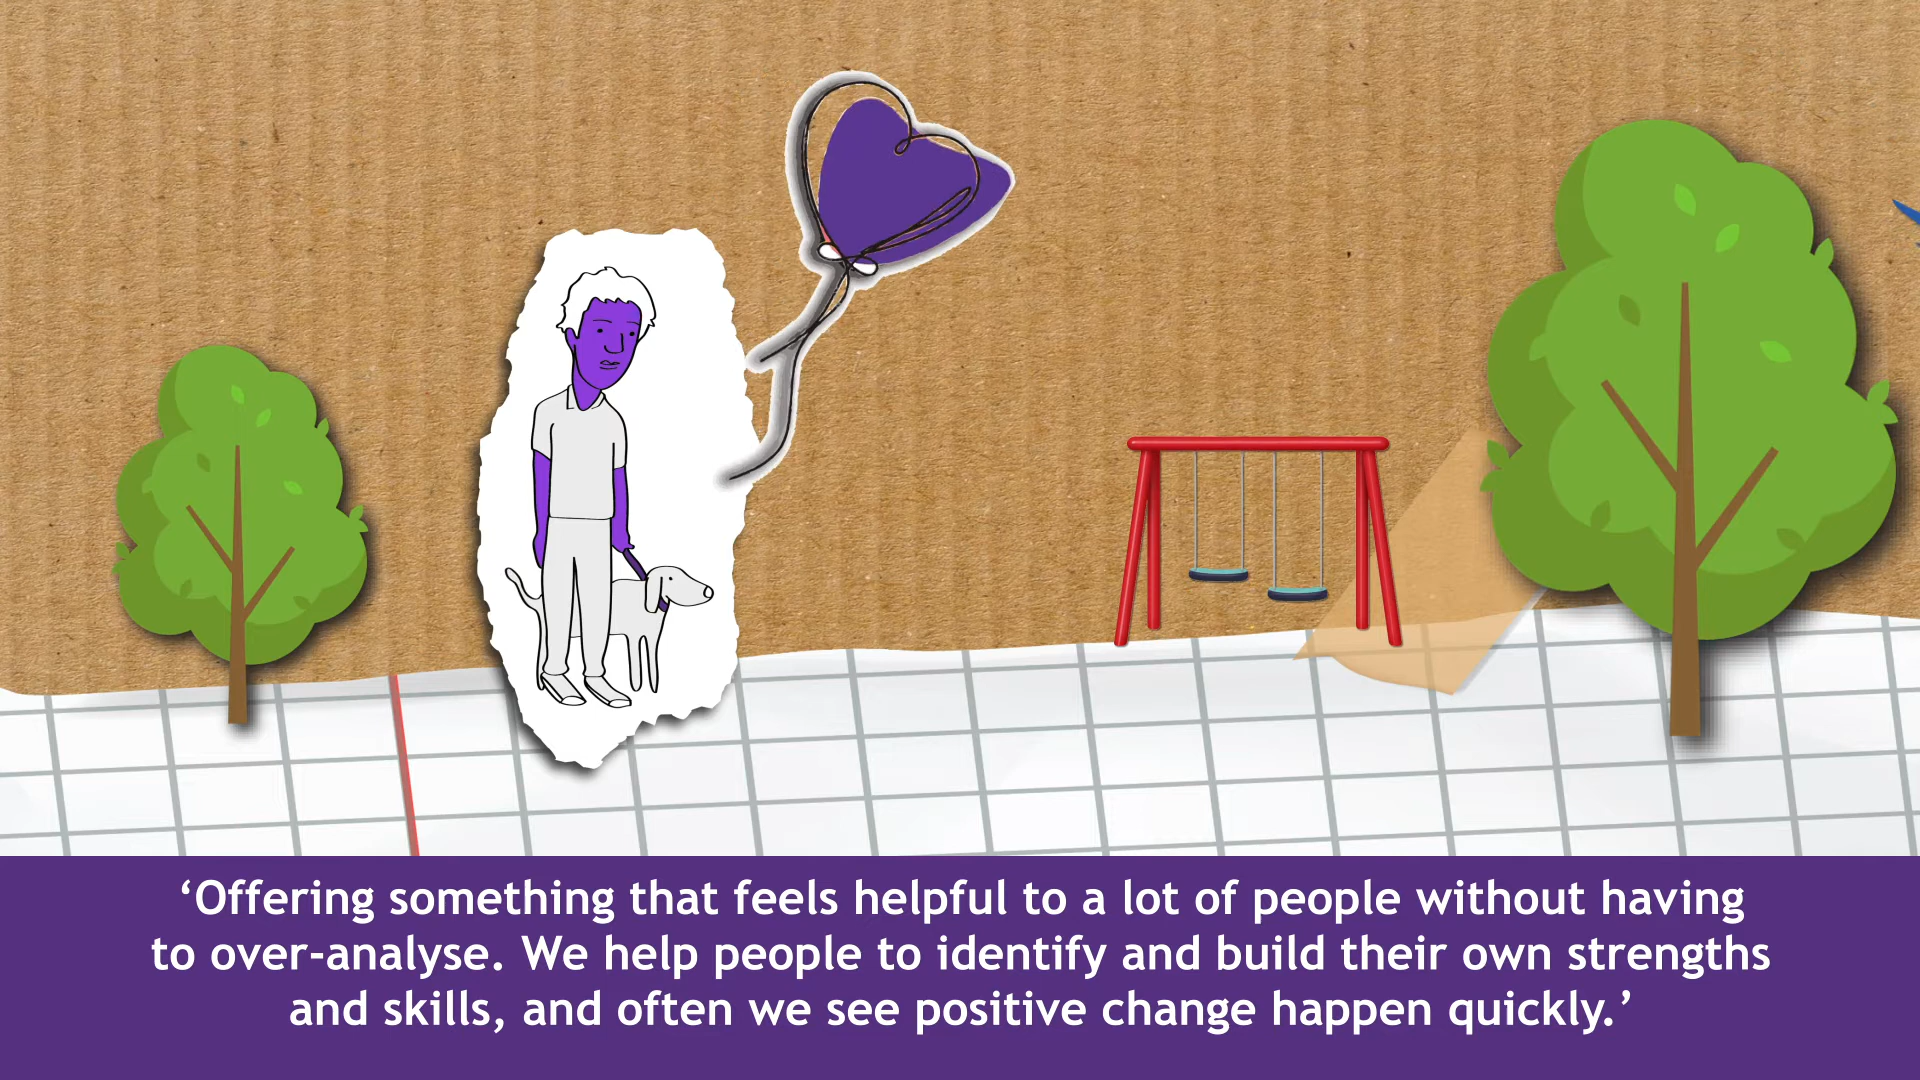 ‘Offering something that feels helpful to a lot of people without having
to over-analyse. We help people to identify and build their own strengths
and skills, and often we see positive change happen quickly.’